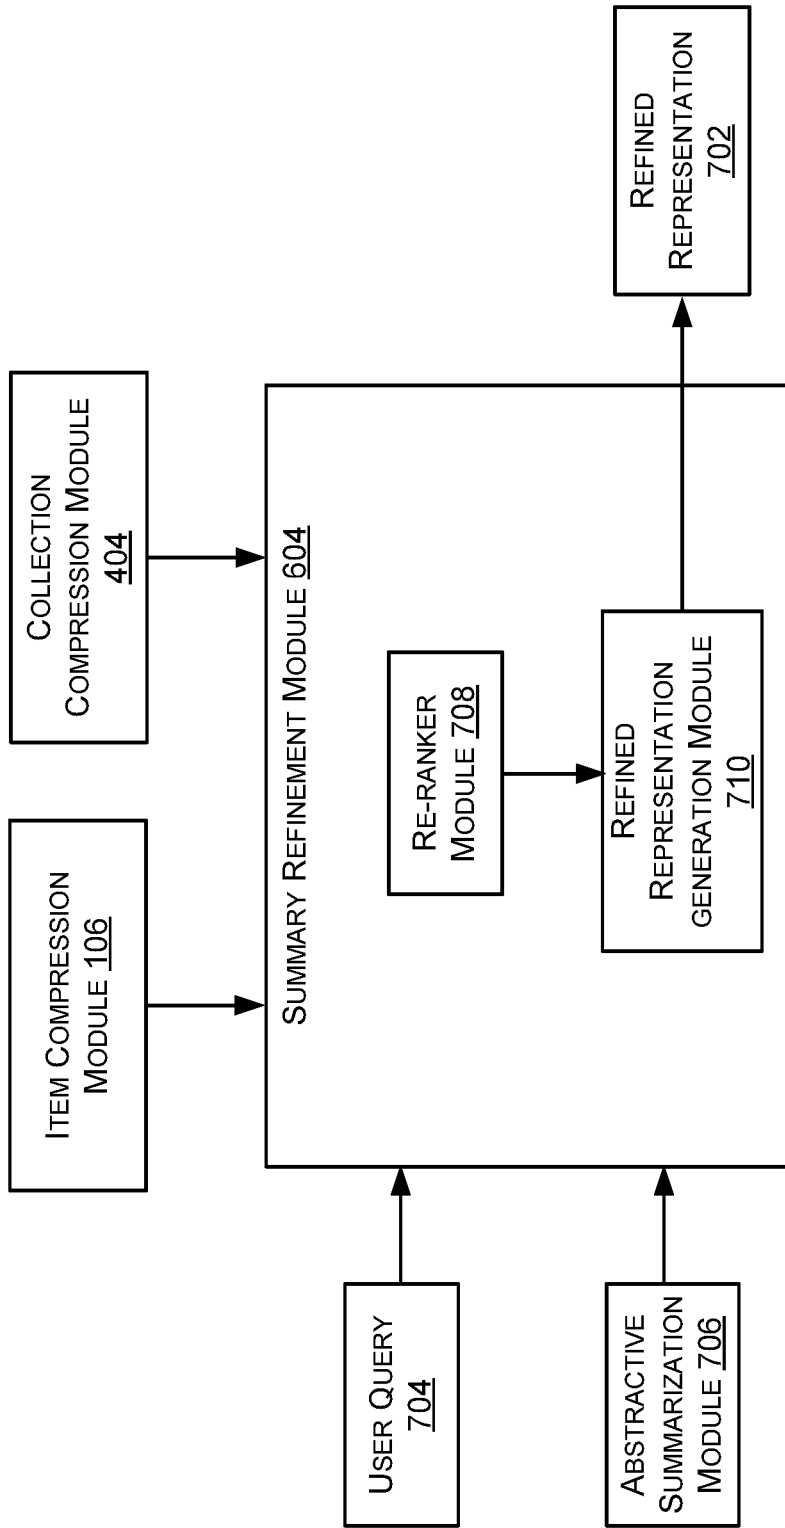 ITEM COMPRESSION
MODULE 106
COLLECTION
COMPRESSION MODULE
404
USER QUERY
704
ABSTRACTIVE
SUMMARIZATION
MODULE 706
SUMMARY REFINEMENT MODULE 604
RE-RANKER
MODULE 708
REFINED
REPRESENTATION
GENERATION MODULE
710
REFINED
REPRESENTATION
702